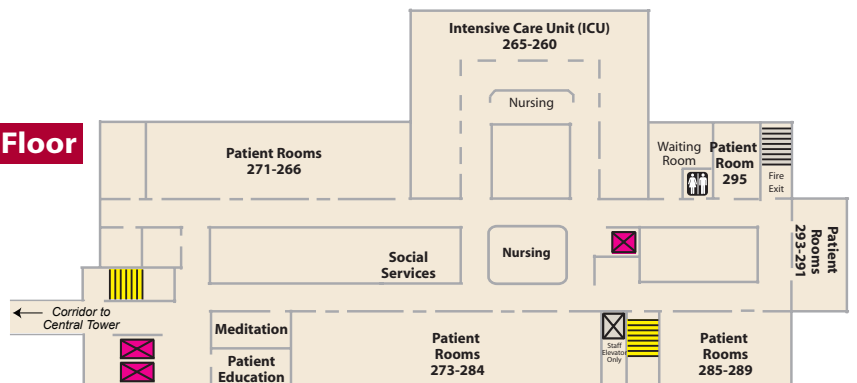 Intensive Care Unit (ICU)
265-260
Nursing
Floor
Patient Rooms
271-266
Waiting
Room
Patient
Room
295
Fire
Exit
Social
Services
Nursing
Patient
Rooms
293-291
Corridor to
Central Tower
Meditation
Patient
Education
Patient
Rooms
273-284
Staff
Elevator
Only
Patient
Rooms
285-289